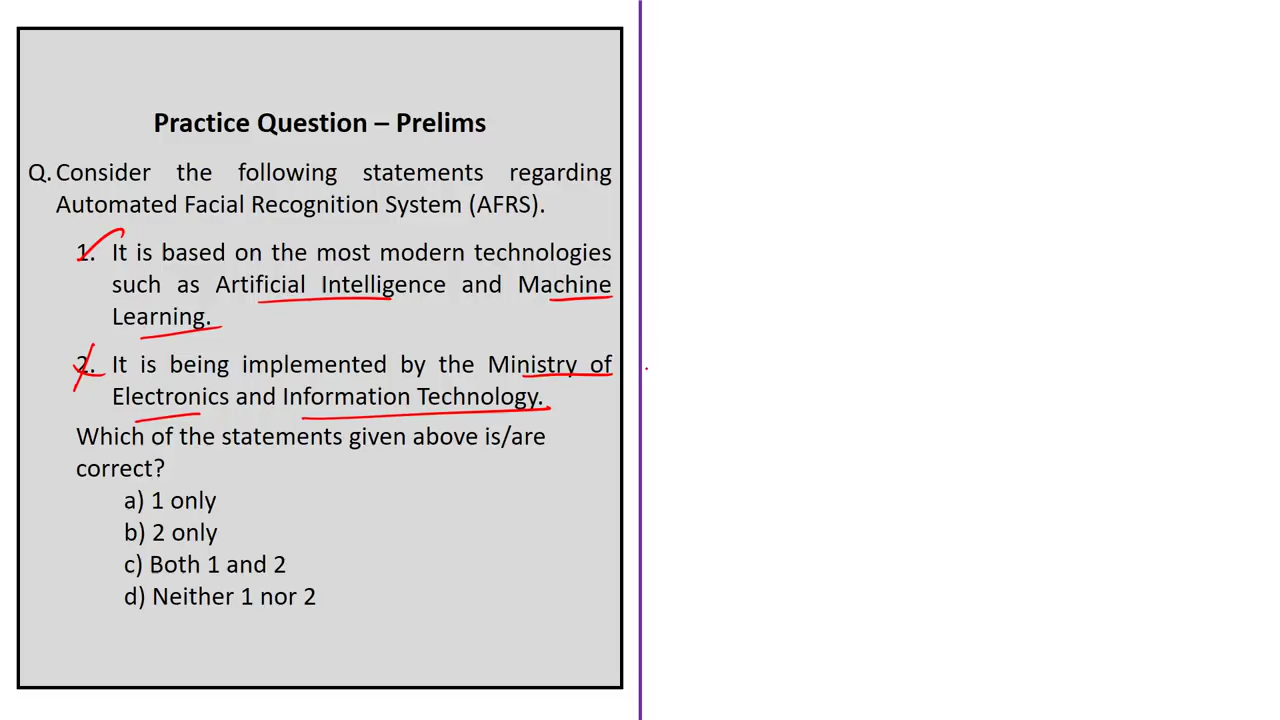 Practice Question – Prelims
Q. Consider the following statements regarding
Automated Facial Recognition System (AFRS).
1. It is based on the most modern technologies
such as Artificial Intelligence and Machine
Learning.
2. It is being implemented by the Ministry of
Electronics and Information Technology.
Which of the statements given above is/are
correct?
a) 1 only
b) 2 only
c) Both 1 and 2
d) Neither 1 nor 2